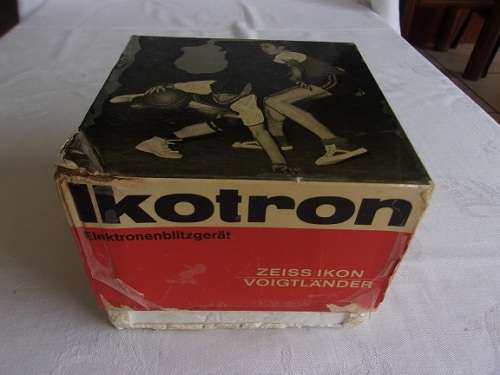 Ikotron
Elektronenblitzgerät
ZEISS IKON
VOIGTLÄNDER